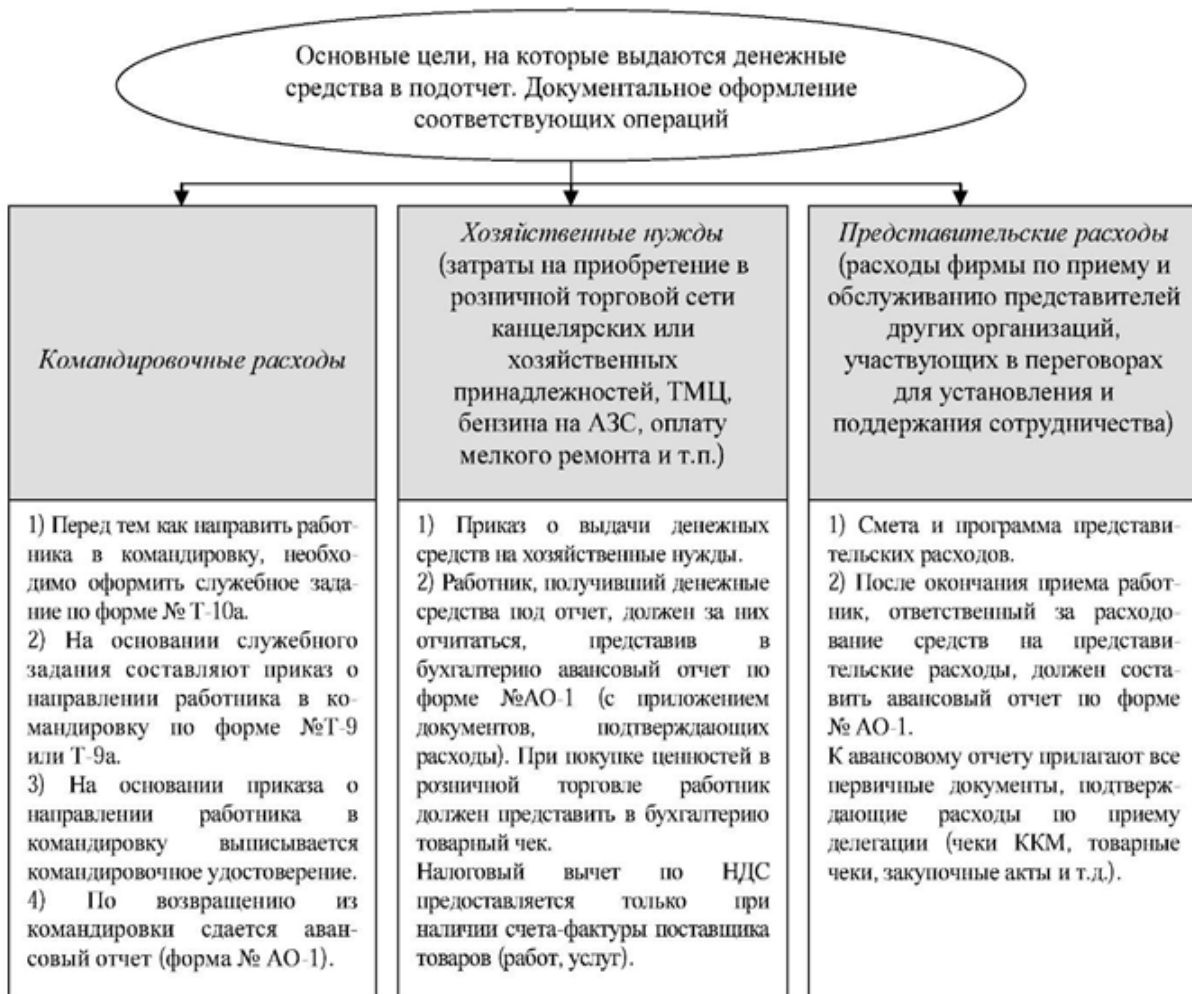 Основные цели, на которые выдаются денежные
средства в подотчет. Документальное оформление
соответствующих операций
Командировочные расходы
1) Перед тем как направить работ-
ника в командировку, необхо-
димо оформить служебное зада-
ние по форме № Т-10а.
2) На основании служебного
задания составляют приказ о
направлении работника в ко-
мандировку по форме №Т-9
или Т-9а.
3) На основании приказа о
направлении работника в
командировку выписывается
командировочное удостоверение.
4) По возвращению из
командировки сдается аван-
совый отчет (форма № АО-1).
Хозяйственные нужды
(затраты на приобретение в
розничной торговой сети
канцелярских или
хозяйственных
принадлежностей, ТМЦ,
бензина на АЗС, оплату
мелкого ремонта и т.п.)
1) Приказ о выдачи денежных
средств на хозяйственные нужды.
2) Работник, получивший денежные
средства под отчет, должен за них
отчитаться, представив в
бухгалтерию авансовый отчет по
форме №АО-1 (с приложением
документов, подтверждающих
расходы). При покупке ценностей в
розничной торговле работник
должен представить в бухгалтерию
товарный чек.
Налоговый вычет по НДС
предоставляется только при
наличии счета-фактуры поставщика
товаров (работ, услуг).
Представительские расходы
(расходы фирмы по приему и
обслуживанию представителей
других организаций,
участвующих в переговорах
для установления и
поддержания сотрудничества)
1) Смета и программа представи-
тельских расходов.
2) После окончания приема работ-
ник, ответственный за расходо-
вание средств на представи-
тельские расходы, должен соста-
вить авансовый отчет по форме
№ АО-1.
К авансовому отчету прилагают все
первичные документы, подтверж-
дающие расходы по приему
делегации (чеки ККМ, товарные
чеки, закупочные акты и т.д.).